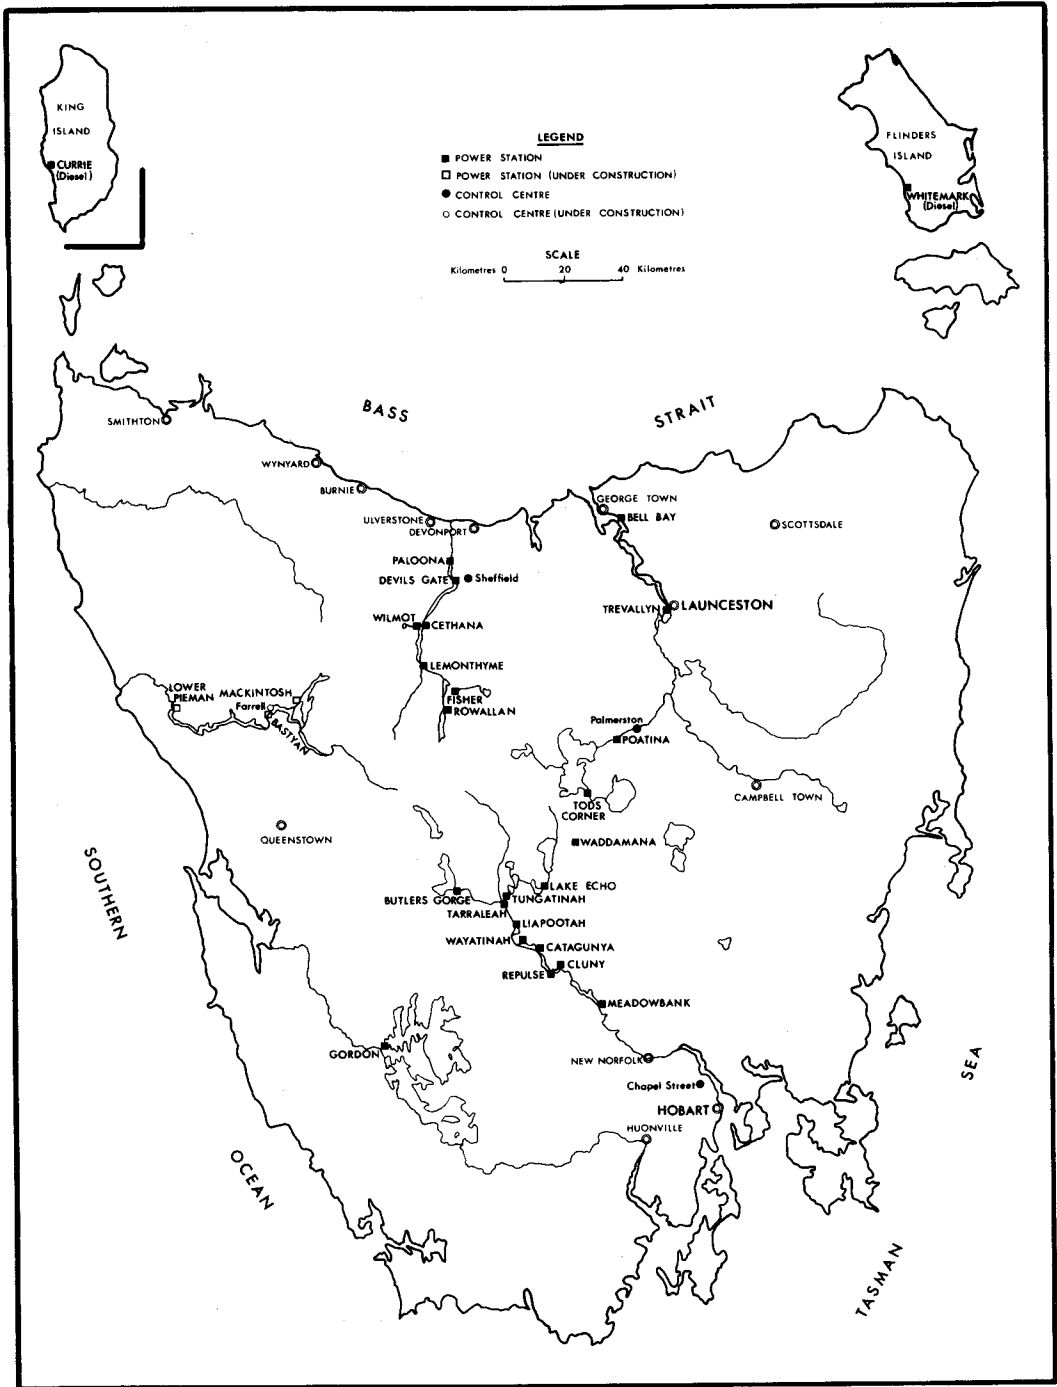 KING
ISLAND
CURRIE
(Diesel)
FLINDERS
ISLAND
WHITEMARK
(Diesel)
LEGEND
POWER STATION
POWER STATION (UNDER CONSTRUCTION)
CONTROL CENTRE
CONTROL CENTRE (UNDER CONSTRUCTION)
SCALE
Kilometres 0 20 40 Kilometres
BASS
STRAIT
SMITHTON
WYNYARD
BURNIE
ULVERSTONE
DEVONPORT
GEORGE TOWN
BELL BAY
SCOTTSDALE
PALOONA
DEVILS GATE
Sheffield
TREVALLYN
LAUNCESTON
WILMOT
CETHANA
LEMONTHYME
FISHER
ROWALLAN
LOWER
PIEMAN
MACKINTOSH
Farrell
BASTYAN
Palmerston
POATINA
TODS
CORNER
CAMPBELL TOWN
QUEENSTOWN
WADDAMANA
SOUTHERN
LAKE ECHO
BUTLERS GORGE
TUNGATINAH
TARRALEAH
LIAPOOTAH
WAYATINAH
CATAGUNYA
CLUNY
REPULSE
MEADOWBANK
GORDON
NEW NORFOLK
Chapel Street
HOBART
HUONVILLE
OCEAN
SEA
TASMAN